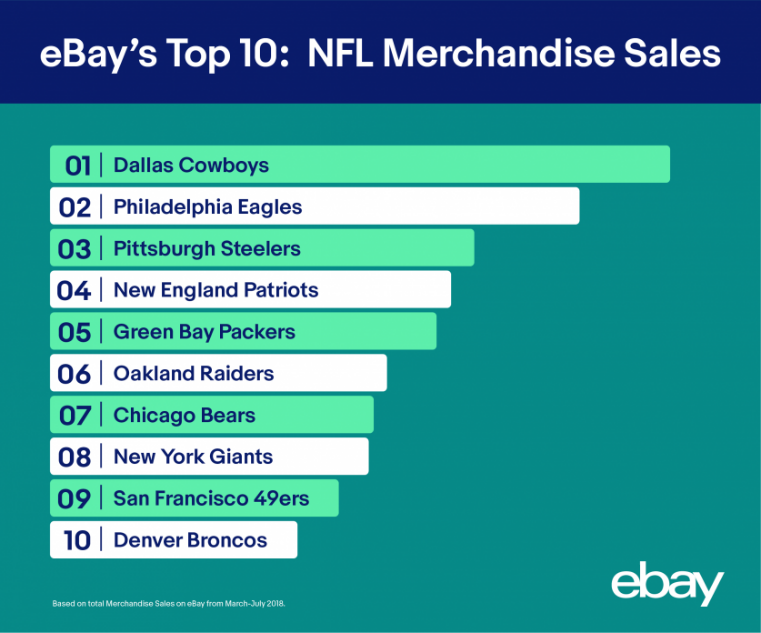 eBay’s Top 10: NFL Merchandise Sales
01 | Dallas Cowboys
02 | Philadelphia Eagles
03 | Pittsburgh Steelers
04 | New England Patriots
05 | Green Bay Packers
06 | Oakland Raiders
07 | Chicago Bears
08 | New York Giants
09 | San Francisco 49ers
10 | Denver Broncos
Based on total Merchandise Sales on eBay from March-July 2018.
ebay